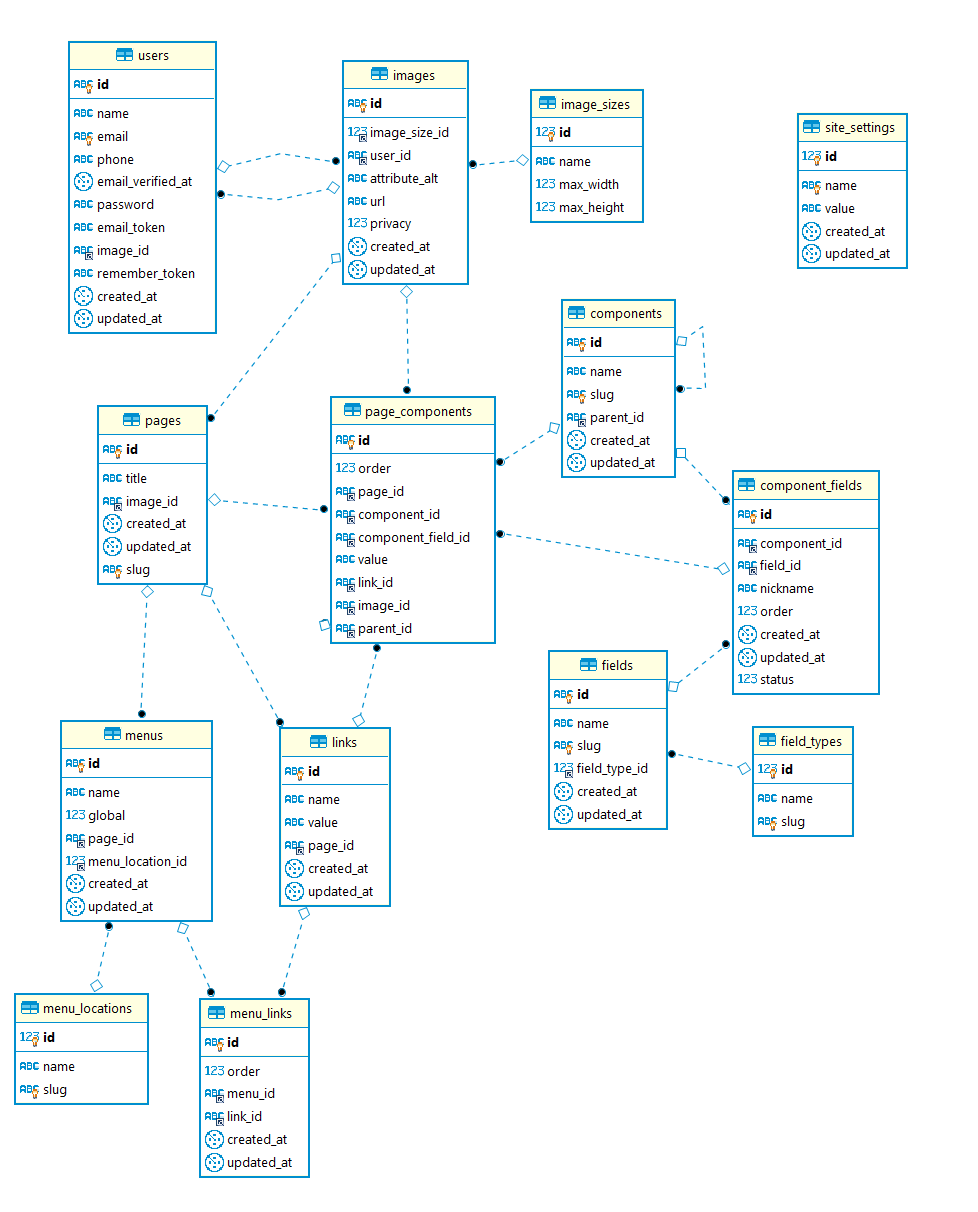 users
ABC id
ABC name
ABC email
ABC phone
email_verified_at
ABC password
ABC email_token
ABC image_id
ABC remember_token
created_at
updated_at
images
ABC id
123 image_size_id
ABC user_id
ABC attribute_alt
ABC url
123 privacy
created_at
updated_at
image_sizes
123 id
ABC name
123 max_width
123 max_height
site_settings
123 id
ABC name
ABC value
created_at
updated_at
components
ABC id
ABC name
ABC slug
ABC parent_id
created_at
updated_at
pages
ABC id
ABC title
ABC image_id
created_at
updated_at
ABC slug
page_components
ABC id
123 order
ABC page_id
ABC component_id
ABC component_field_id
ABC value
ABC link_id
ABC image_id
ABC parent_id
component_fields
ABC id
ABC component_id
ABC field_id
ABC nickname
123 order
created_at
updated_at
123 status
fields
ABC id
ABC name
ABC slug
123 field_type_id
created_at
updated_at
field_types
123 id
ABC name
ABC slug
menus
ABC id
ABC name
123 global
ABC page_id
123 menu_location_id
created_at
updated_at
links
ABC id
ABC name
ABC value
ABC page_id
created_at
updated_at
menu_locations
123 id
ABC name
ABC slug
menu_links
ABC id
123 order
ABC menu_id
ABC link_id
created_at
updated_at